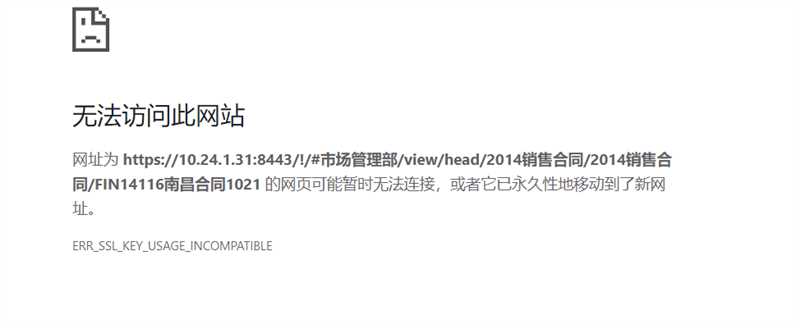 无法访问此网站
网址为 https://10.24.1.31:8443/!/#市场管理部/view/head/2014销售合同/2014销售合
同/FIN14116南昌合同1021 的网页可能暂时无法连接，或者它已永久性地移动到了新网
址。
ERR_SSL_KEY_USAGE_INCOMPATIBLE